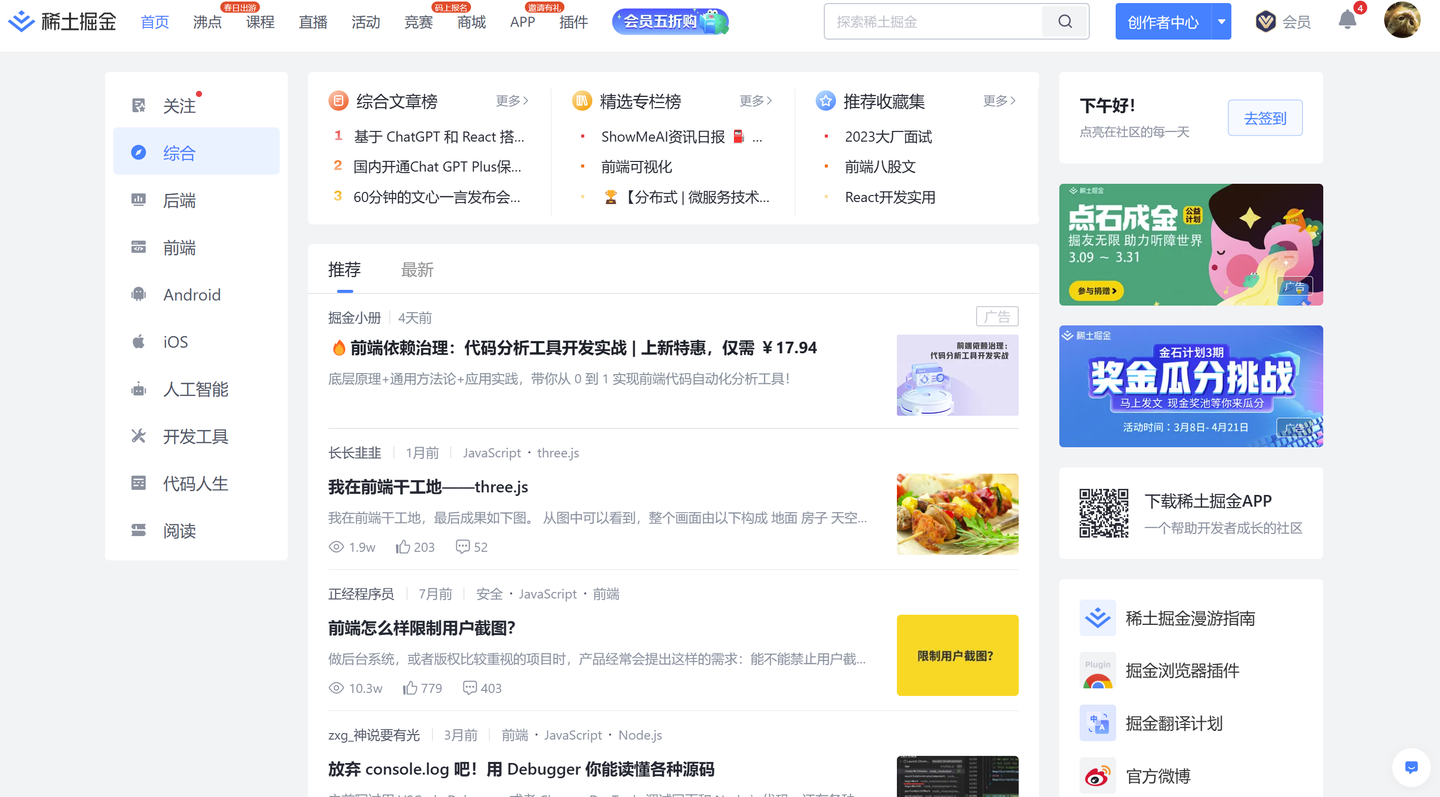 稀土掘金
首页
沸点
春日出游
课程
直播
活动
竞赛
码上报名
商城
APP
邀请有礼
插件
会员五折购
探索稀土掘金
创作者中心
会员
4
关注
综合
后端
前端
Android
iOS
人工智能
开发工具
代码人生
阅读
综合文章榜
更多
1 基于 ChatGPT 和 React 搭...
2 国内开通Chat GPT Plus保...
3 60分钟的文心一言发布会...
精选专栏榜
更多
ShowMeAI资讯日报 ⛽ ...
前端可视化
🏆【分布式 | 微服务技术...
推荐收藏集
更多
2023大厂面试
前端八股文
React开发实用
推荐
最新
掘金小册 4天前
广告
🔥前端依赖治理：代码分析工具开发实战 | 上新特惠，仅需 ￥17.94
底层原理+通用方法论+应用实践，带你从 0 到 1 实现前端代码自动化分析工具！
前端依赖治理：
代码分析工具开发实战
长长韭韭 1月前 JavaScript · three.js
我在前端干工地——three.js
我在前端干工地，最后成果如下图。 从图中可以看到，整个画面由以下构成 地面 房子 天空...
1.9w 203 52
正经程序员 7月前 安全 · JavaScript · 前端
前端怎么样限制用户截图？
做后台系统，或者版权比较重视的项目时，产品经常会提出这样的需求：能不能禁止用户截...
10.3w 779 403
限制用户截图？
zxg_神说要有光 3月前 前端 · JavaScript · Node.js
放弃 console.log 吧！用 Debugger 你能读懂各种源码
下午好！
点亮在社区的每一天
去签到
稀土掘金
点石成金
公益
计划
掘友无限 助力听障世界
3.09 ～ 3.31
参与捐赠
广告
稀土掘金
金石计划3期
奖金瓜分挑战
马上发文 现金奖池等你来瓜分
活动时间：3月8日- 4月21日
广告
下载稀土掘金APP
一个帮助开发者成长的社区
稀土掘金漫游指南
Plugin
掘金浏览器插件
中
A
掘金翻译计划
官方微博